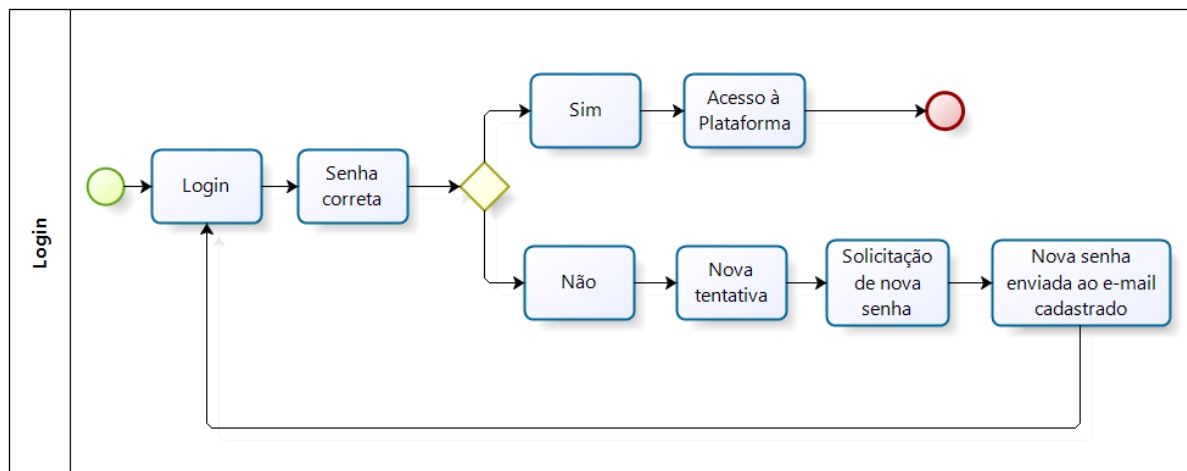 Login
Login
Senha
correta
Sim
Acesso à
Plataforma
Não
Nova
tentativa
Solicitação
de nova
senha
Nova senha
enviada ao e-mail
cadastrado